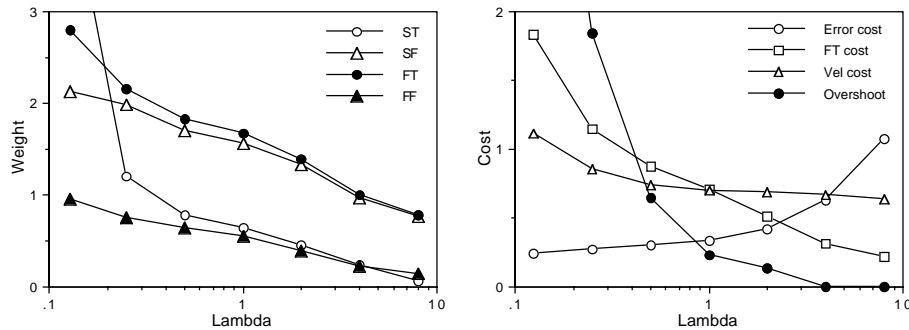 3
2
1
0
Weight
.1
1
10
Lambda
ST
SF
FT
FF
2
1
0
Cost
.1
1
10
Lambda
Error cost
FT cost
Vel cost
Overshoot